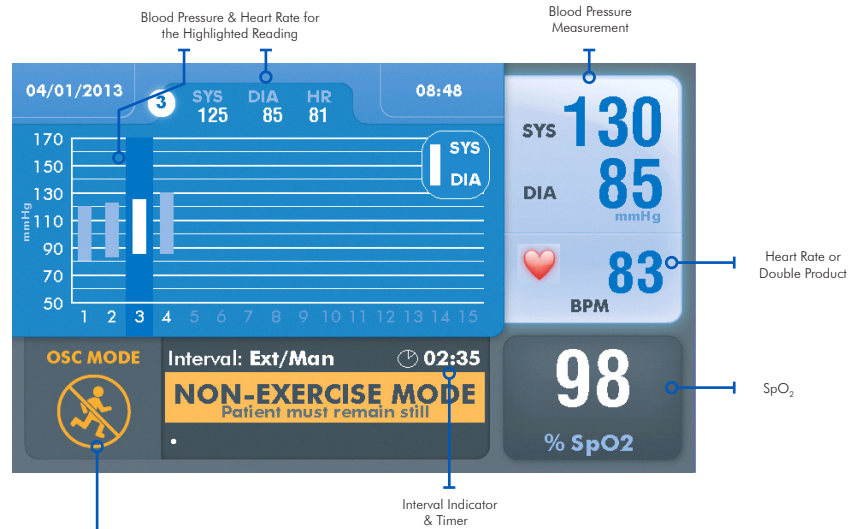 Blood Pressure & Heart Rate for
the Highlighted Reading
Blood Pressure
Measurement
04/01/2013
3
SYS
DIA
HR
125
85
81
08:48
SYS
DIA
mmHg
170
150
130
110
90
70
50
1 2 3 4 5 6 7 8 9 10 11 12 13 14 15
SYS 130
DIA 85
mmHg
83
BPM
Heart Rate or
Double Product
OSC MODE
Interval: Ext/Man
02:35
NON-EXERCISE MODE
Patient must remain still
98
% SpO2
SpO₂
Interval Indicator
& Timer